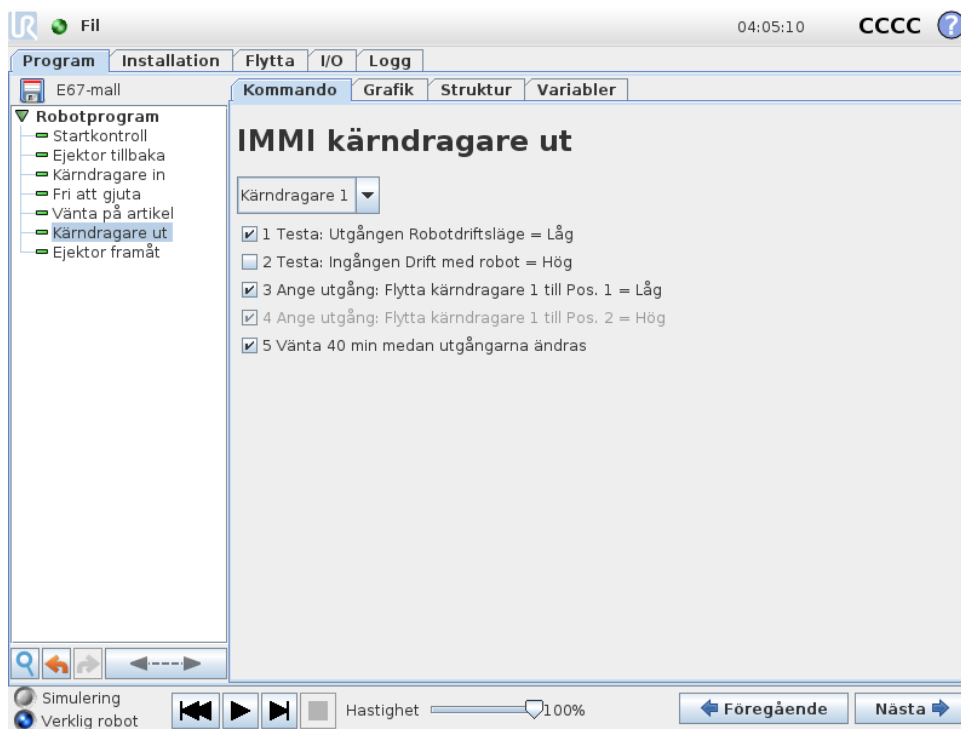 UR Fil 04:05:10 CCCC ?
Program Installation Flytta I/O Logg
E67-mall
Kommando Grafik Struktur Variabler
Robotprogram
Startkontroll
Ejektor tillbaka
Kärndragare in
Fri att gjuta
Vänta på artikel
Kärndragare ut
Ejektor framåt
IMMI kärndragare ut
Kärndragare 1
1 Testa: Utgången Robotdriftsläge = Låg
2 Testa: Ingången Drift med robot = Hög
3 Ange utgång: Flytta kärndragare 1 till Pos. 1 = Låg
4 Ange utgång: Flytta kärndragare 1 till Pos. 2 = Hög
5 Vänta 40 min medan utgångarna ändras
Simulering
Verklig robot
Hastighet 100%
Föregående Nästa